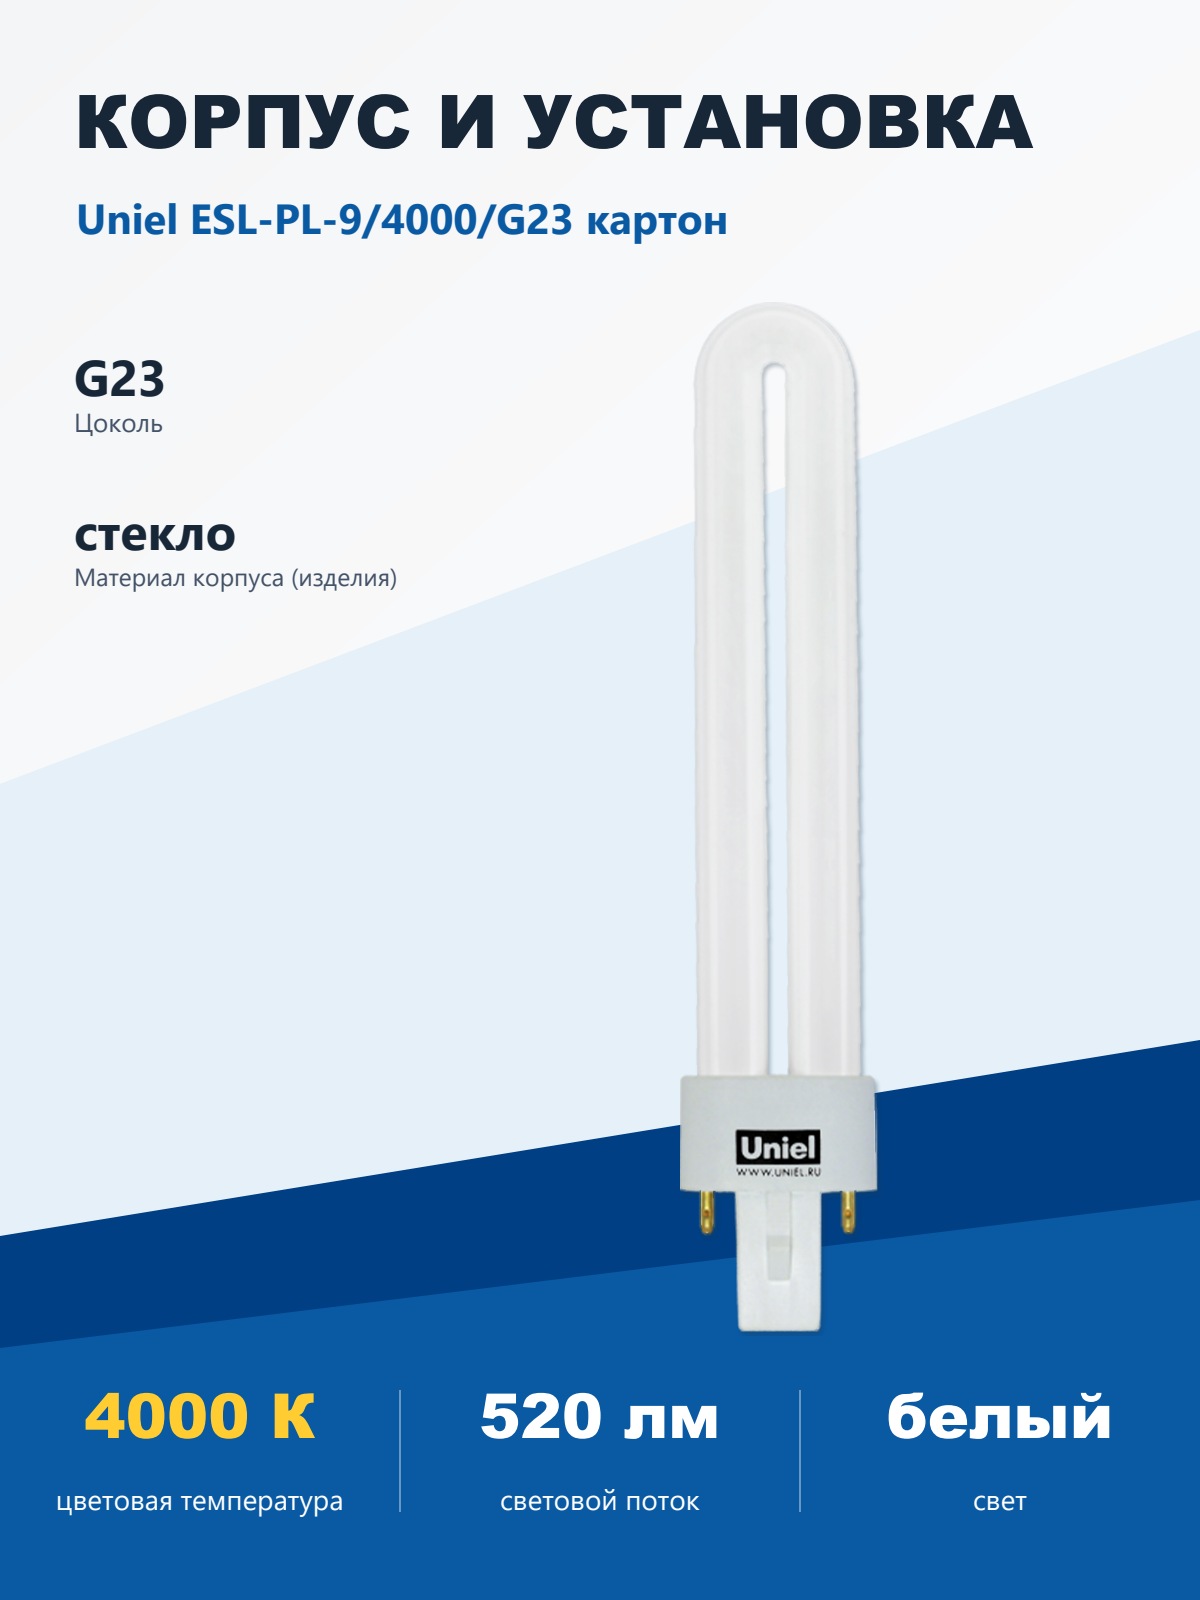 КОРПУС И УСТАНОВКА
Uniel ESL-PL-9/4000/G23 картон
G23
Цоколь
стекло
Материал корпуса (изделия)
Uniel
WWW.UNIEL.RU
4000 К
цветовая температура
520 лм
световой поток
белый
свет